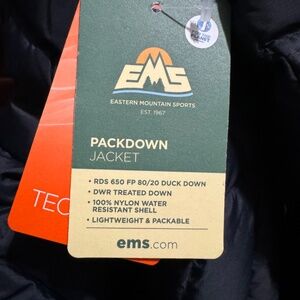 EMS
EASTERN MOUNTAIN SPORTS
EST. 1967
PACKDOWN
JACKET
• RDS 650 FP 80/20 DUCK DOWN
• DWR TREATED DOWN
• 100% NYLON WATER
RESISTANT SHELL
• LIGHTWEIGHT & PACKABLE
ems.com
TEC